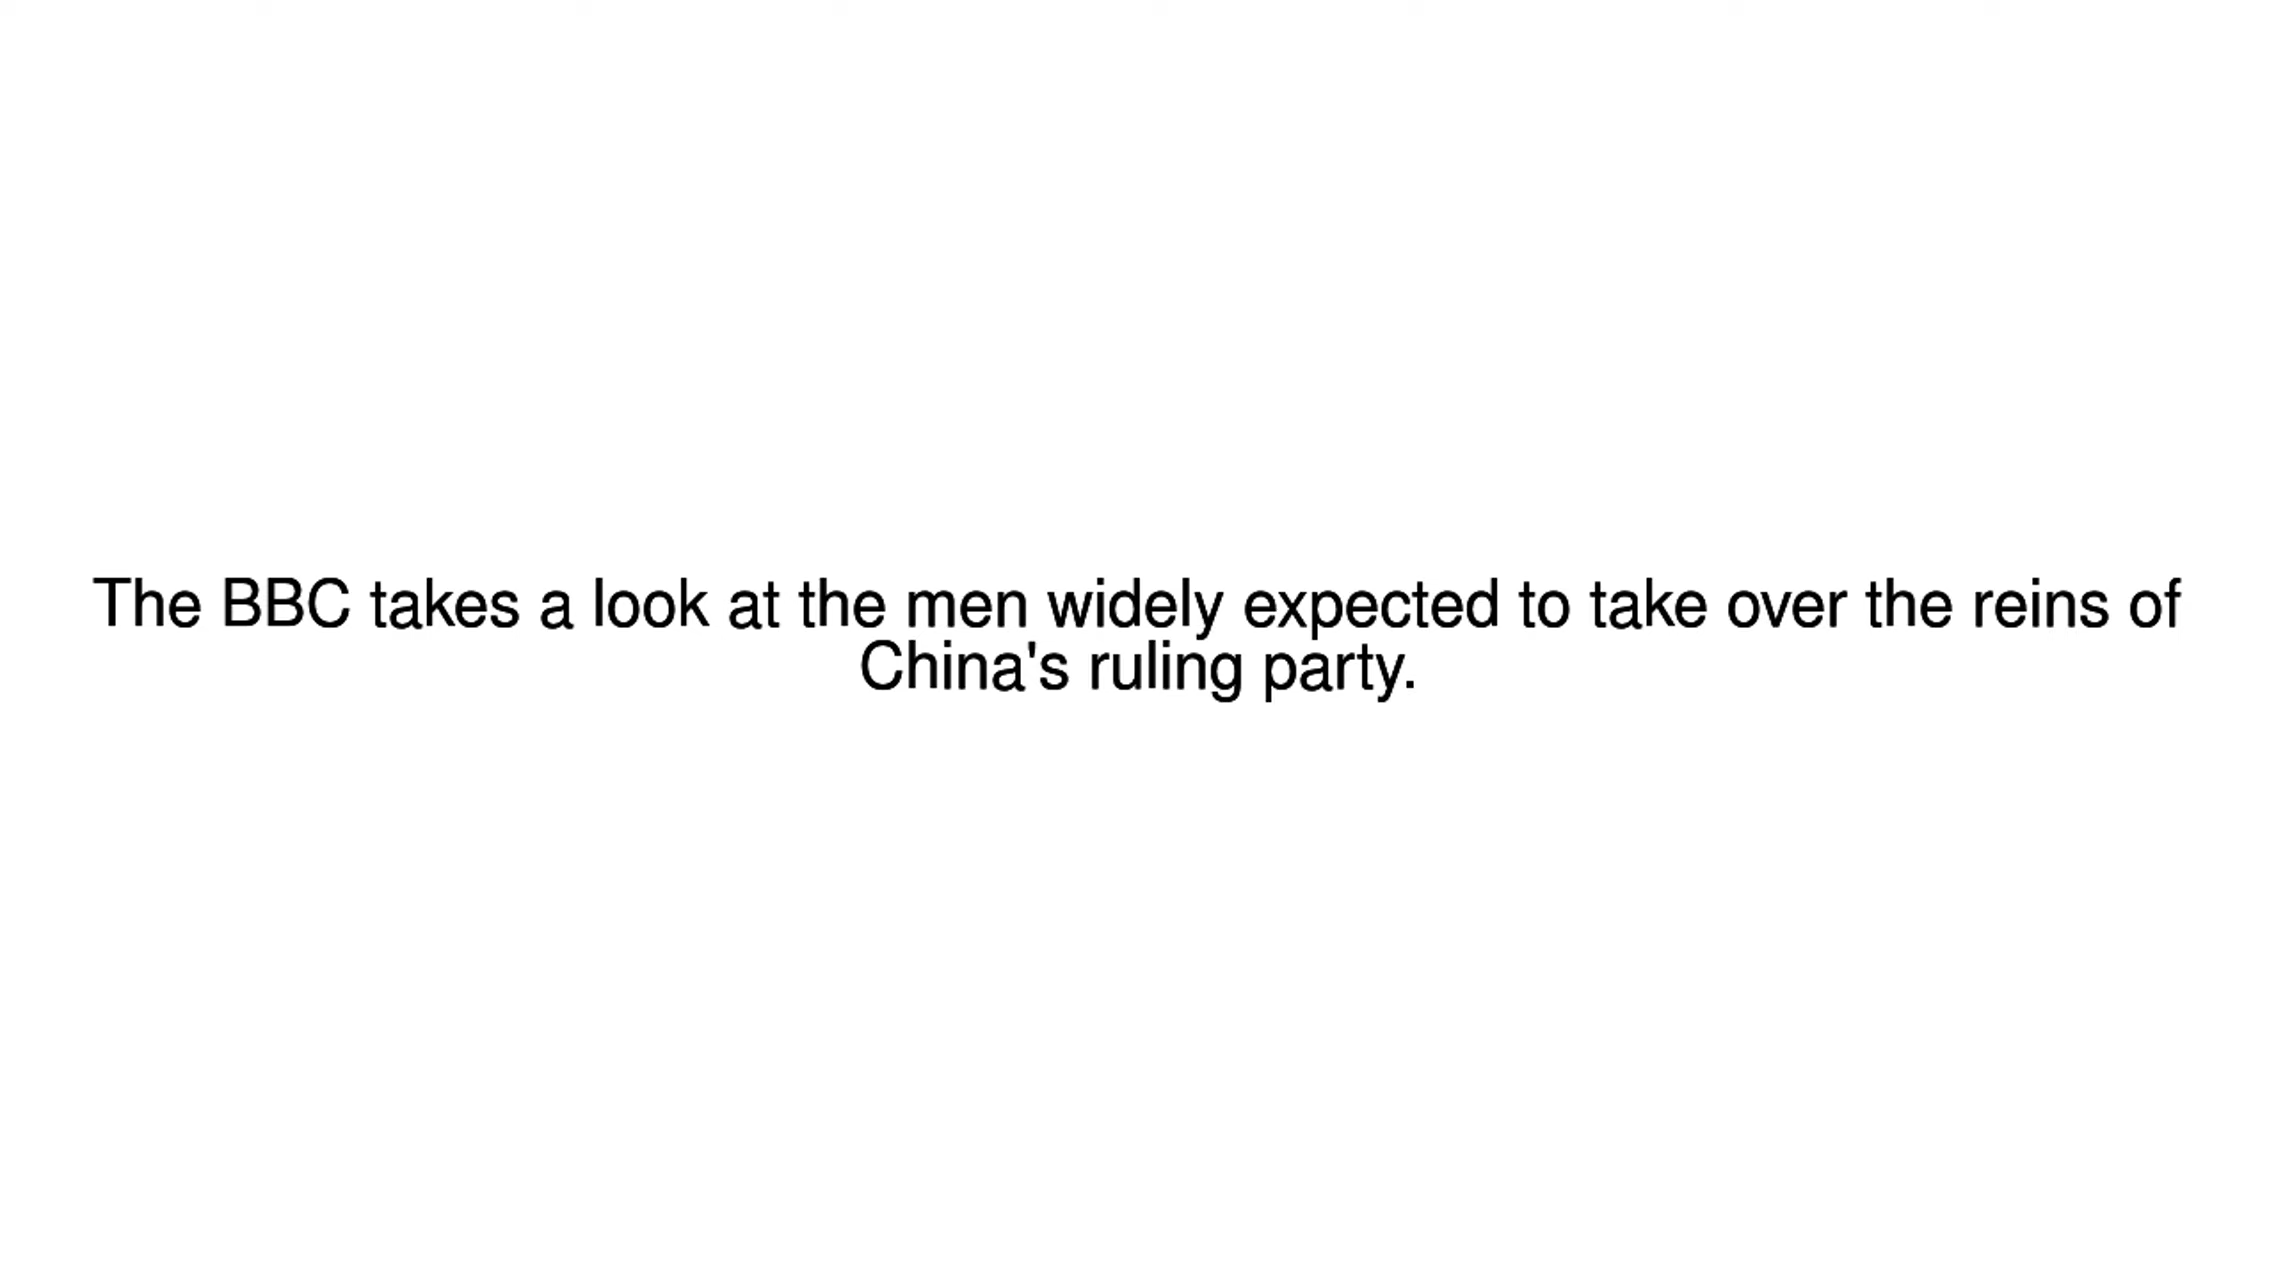 The BBC takes a look at the men widely expected to take over the reins of
China's ruling party.